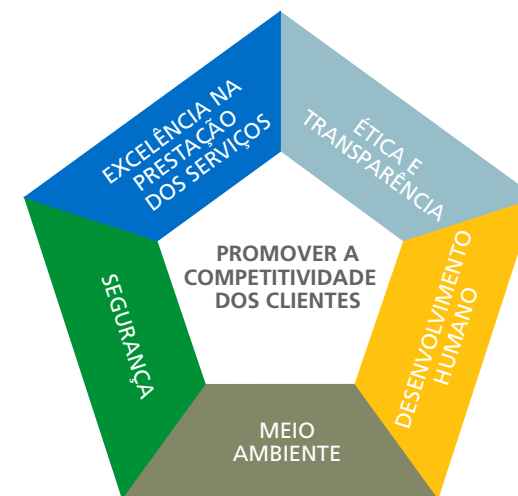 EXCELÊNCIA NA
PRESTAÇÃO
DOS SERVIÇOS
ÉTICA E
TRANSPARÊNCIA
PROMOVER A
COMPETITIVIDADE
DOS CLIENTES
SEGURANÇA
DESENVOLVIMENTO
HUMANO
MEIO
AMBIENTE